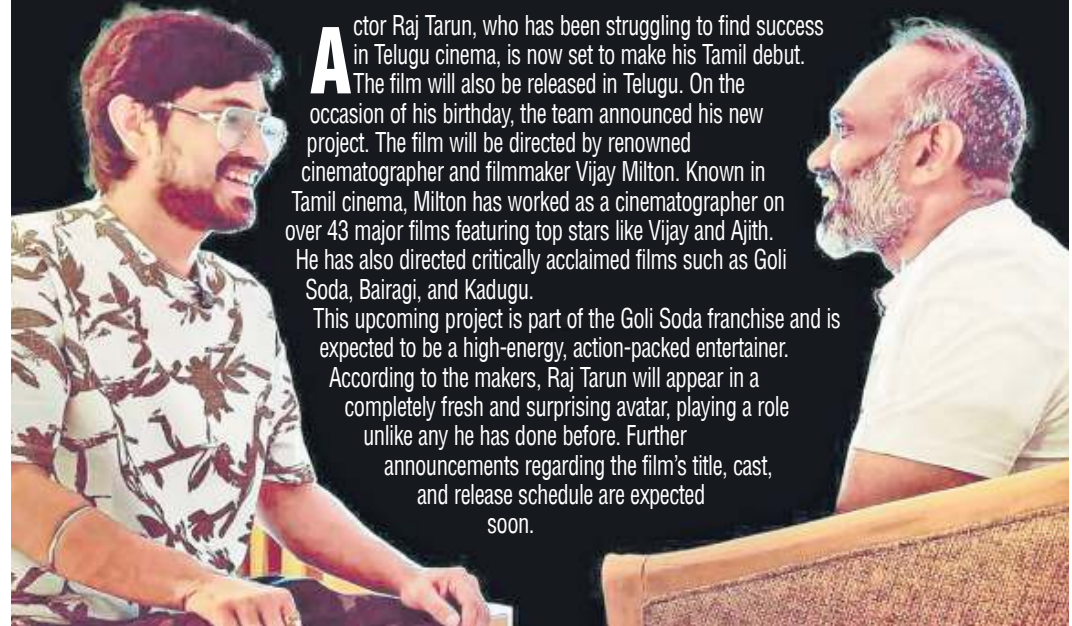 Actor Raj Tarun, who has been struggling to find success
in Telugu cinema, is now set to make his Tamil debut.
The film will also be released in Telugu. On the
occasion of his birthday, the team announced his new
project. The film will be directed by renowned
cinematographer and filmmaker Vijay Milton. Known in
Tamil cinema, Milton has worked as a cinematographer on
over 43 major films featuring top stars like Vijay and Ajith.
He has also directed critically acclaimed films such as Goli
Soda, Bairagi, and Kadugu.
This upcoming project is part of the Goli Soda franchise and is
expected to be a high-energy, action-packed entertainer.
According to the makers, Raj Tarun will appear in a
completely fresh and surprising avatar, playing a role
unlike any he has done before. Further
announcements regarding the film's title, cast,
and release schedule are expected
soon.